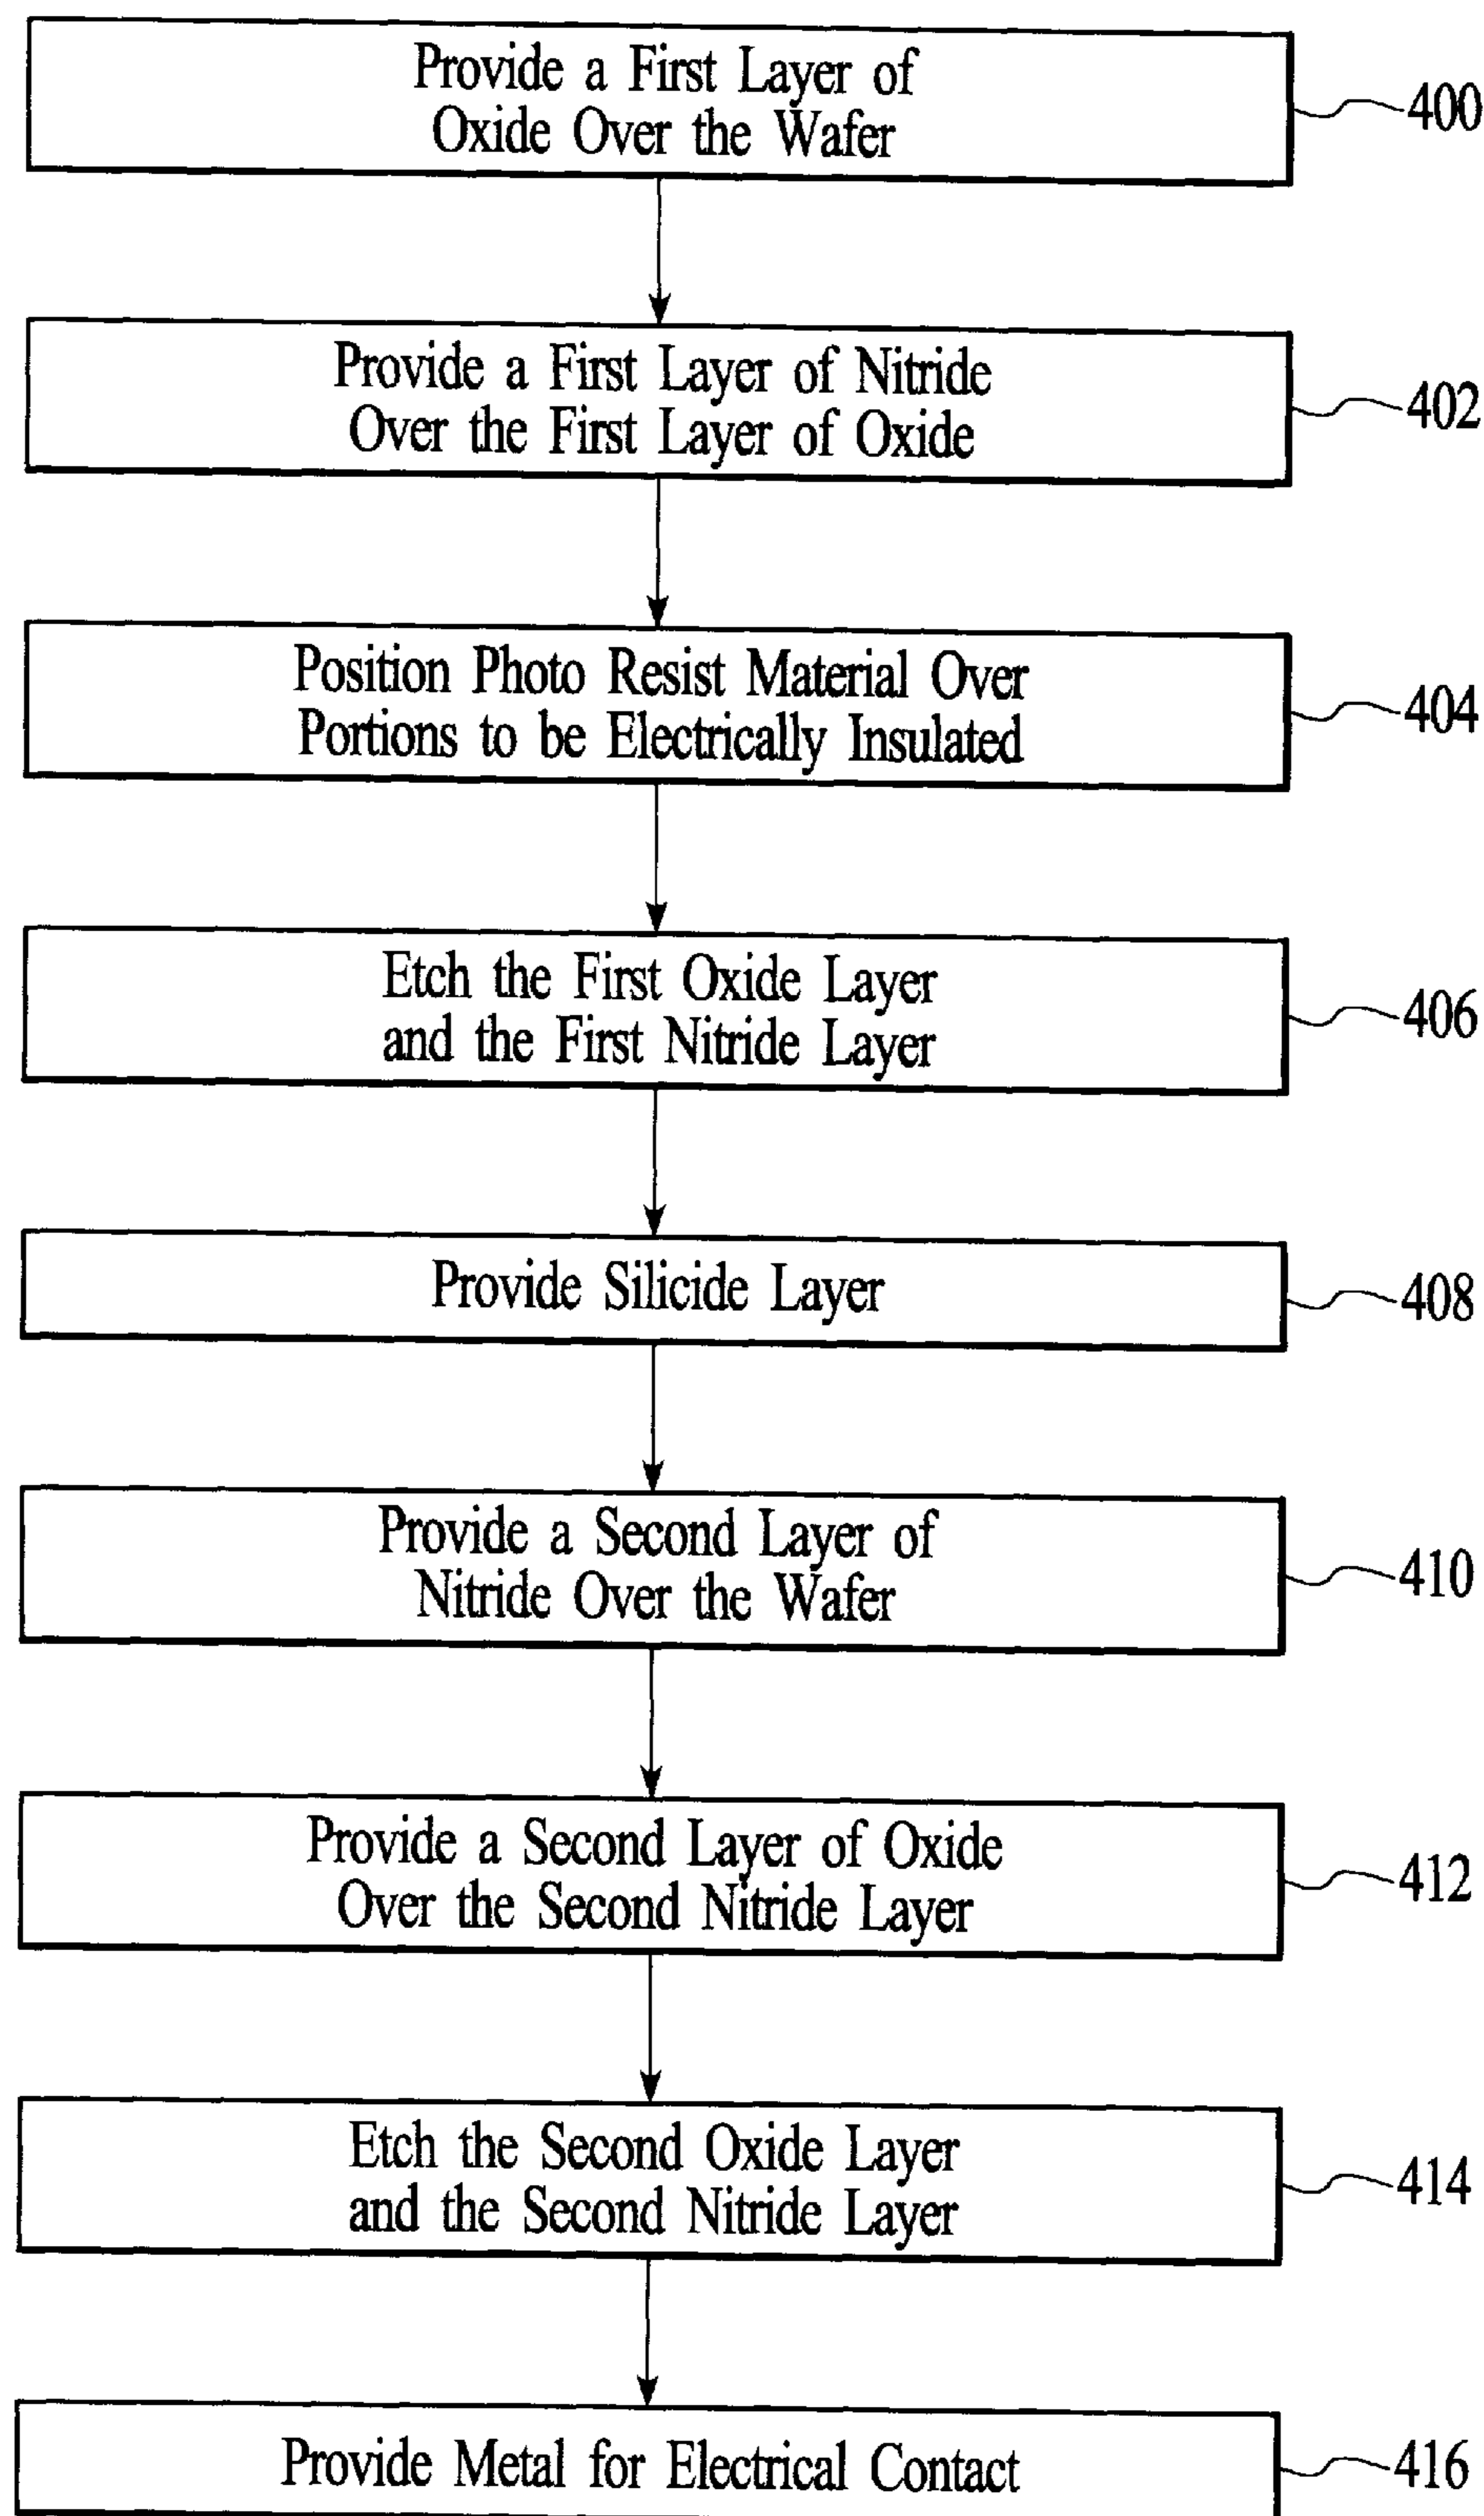 Provide a First Layer of
Oxide Over the Wafer
400
Provide a First Layer of Nitride
Over the First Layer of Oxide
402
Position Photo Resist Material Over
Portions to be Electrically Insulated
404
Etch the First Oxide Layer
and the First Nitride Layer
406
Provide Silicide Layer
408
Provide a Second Layer of
Nitride Over the Wafer
410
Provide a Second Layer of Oxide
Over the Second Nitride Layer
412
Etch the Second Oxide Layer
and the Second Nitride Layer
414
Provide Metal for Electrical Contact
416